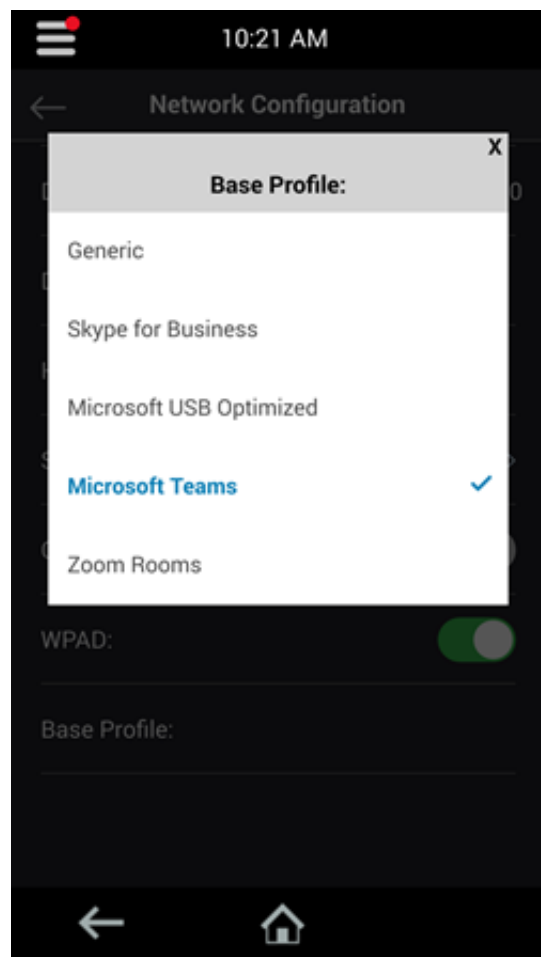 10:21 AM
Network Configuration
X
Base Profile:
Generic
Skype for Business
Microsoft USB Optimized
Microsoft Teams
Zoom Rooms
WPAD:
Base Profile: